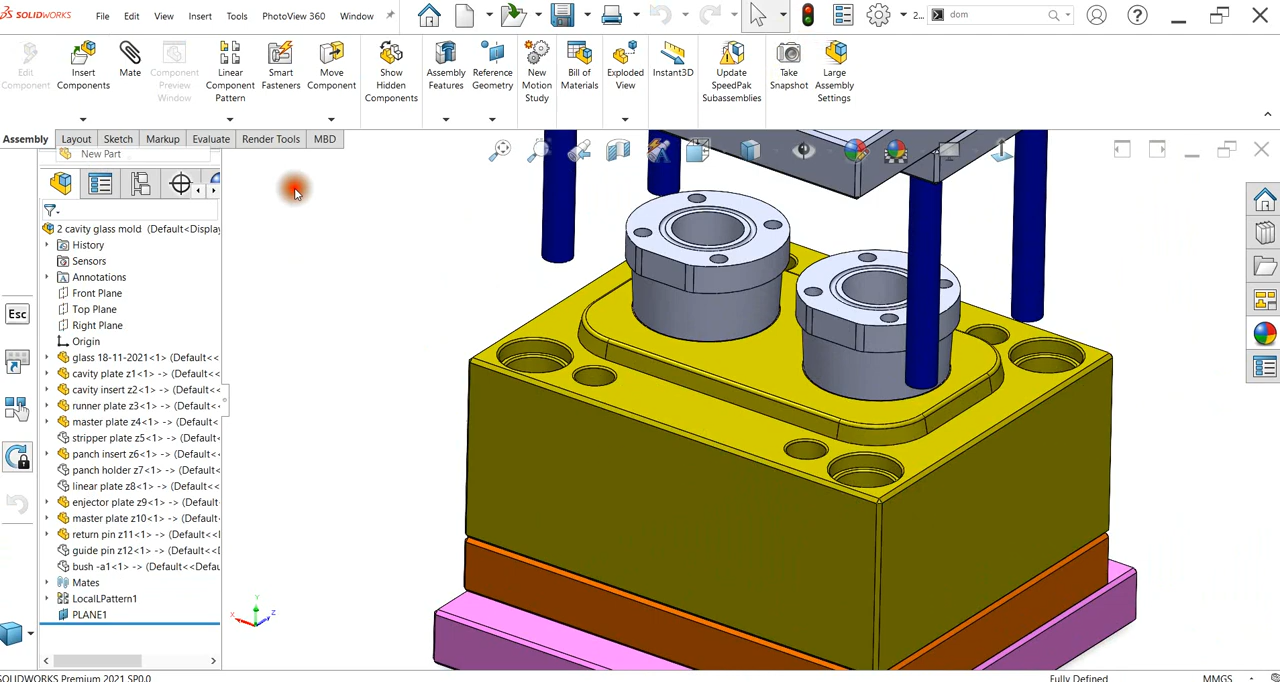 SOLIDWORKS File Edit View Insert Tools PhotoView 360 Window 2... dom
Edit Component
Insert Components
Mate
Component Preview Window
Linear Component Pattern
Smart Fasteners
Move Component
Show Hidden Components
Assembly Features
Reference Geometry
New Motion Study
Bill of Materials
Exploded View
Instant3D
Update SpeedPak Subassemblies
Take Snapshot
Large Assembly Settings
Assembly Layout Sketch Markup Evaluate Render Tools MBD
New Part
2 cavity glass mold (Default<Display
History
Sensors
Annotations
Front Plane
Top Plane
Right Plane
Origin
glass 18-11-2021<1> (Default<<
cavity plate z1<1> -> (Default<<
cavity insert z2<1> -> (Default<
runner plate z3<1> -> (Default<
master plate z4<1> -> (Default<
stripper plate z5<1> -> (Default
panch insert z6<1> -> (Default<
panch holder z7<1> -> (Default
linear plate z8<1> -> (Default<
enjector plate z9<1> -> (Default
master plate z10<1> -> (Default
return pin z11<1> -> (Default<
guide pin z12<1> -> (Default<
bush -a1<1> -> (Default<<Defau
Mates
LocalLPattern1
PLANE1
Esc
X Y Z
SOLIDWORKS Premium 2021 SP0.0 Fully Defined MMGS